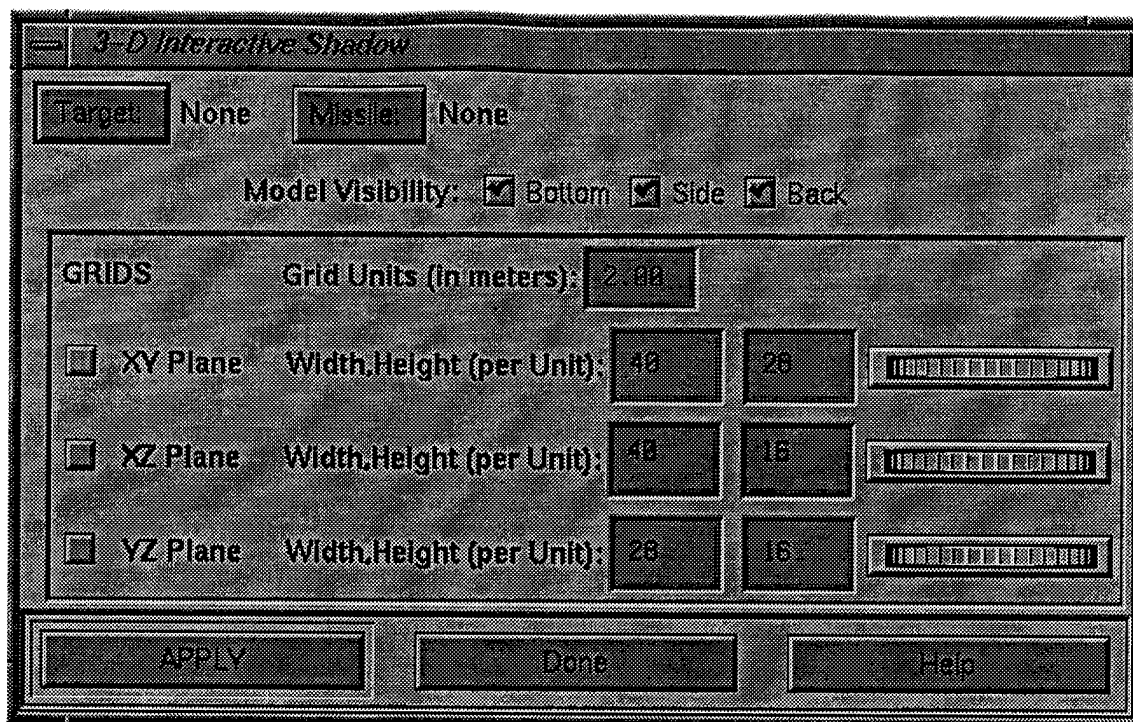 3-D Interactive Shadow
Target: None Missile: None
Model Visibility: Bottom Side Back
GRIDS Grid Units (in meters): 2.00
XY Plane Width,Height (per Unit): 40 28
XZ Plane Width,Height (per Unit): 40 16
YZ Plane Width,Height (per Unit): 28 16
APPLY Done Help